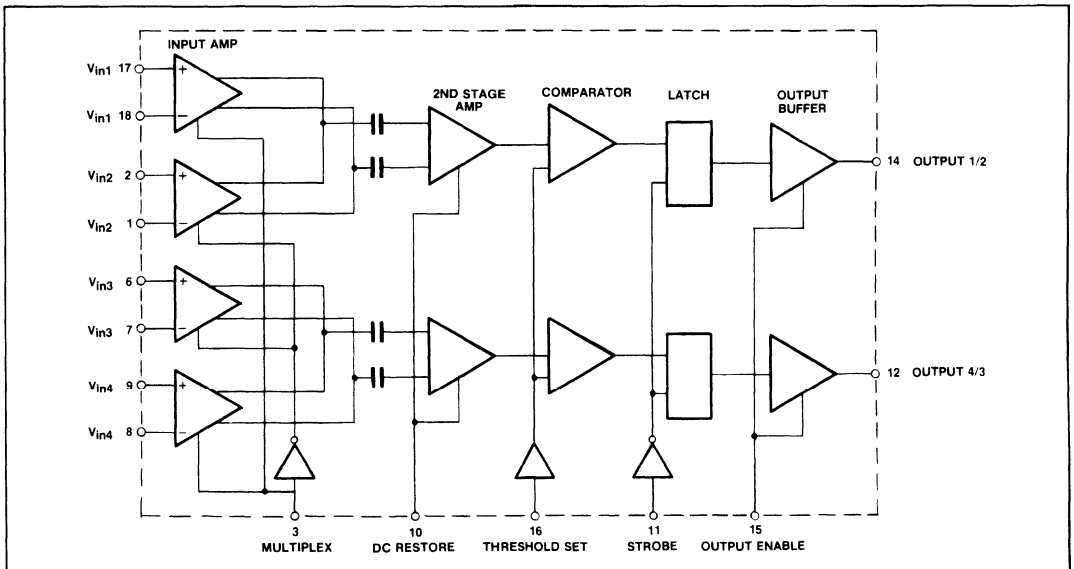 INPUT AMP
Vin1 17 +
Vin1 18 −
Vin2 2 +
Vin2 1 −
Vin3 6 +
Vin3 7 −
Vin4 9 +
Vin4 8 −
2ND STAGE
AMP
COMPARATOR
LATCH
OUTPUT
BUFFER
14 OUTPUT 1/2
12 OUTPUT 4/3
3
MULTIPLEX
10
DC RESTORE
16
THRESHOLD SET
11
STROBE
15
OUTPUT ENABLE